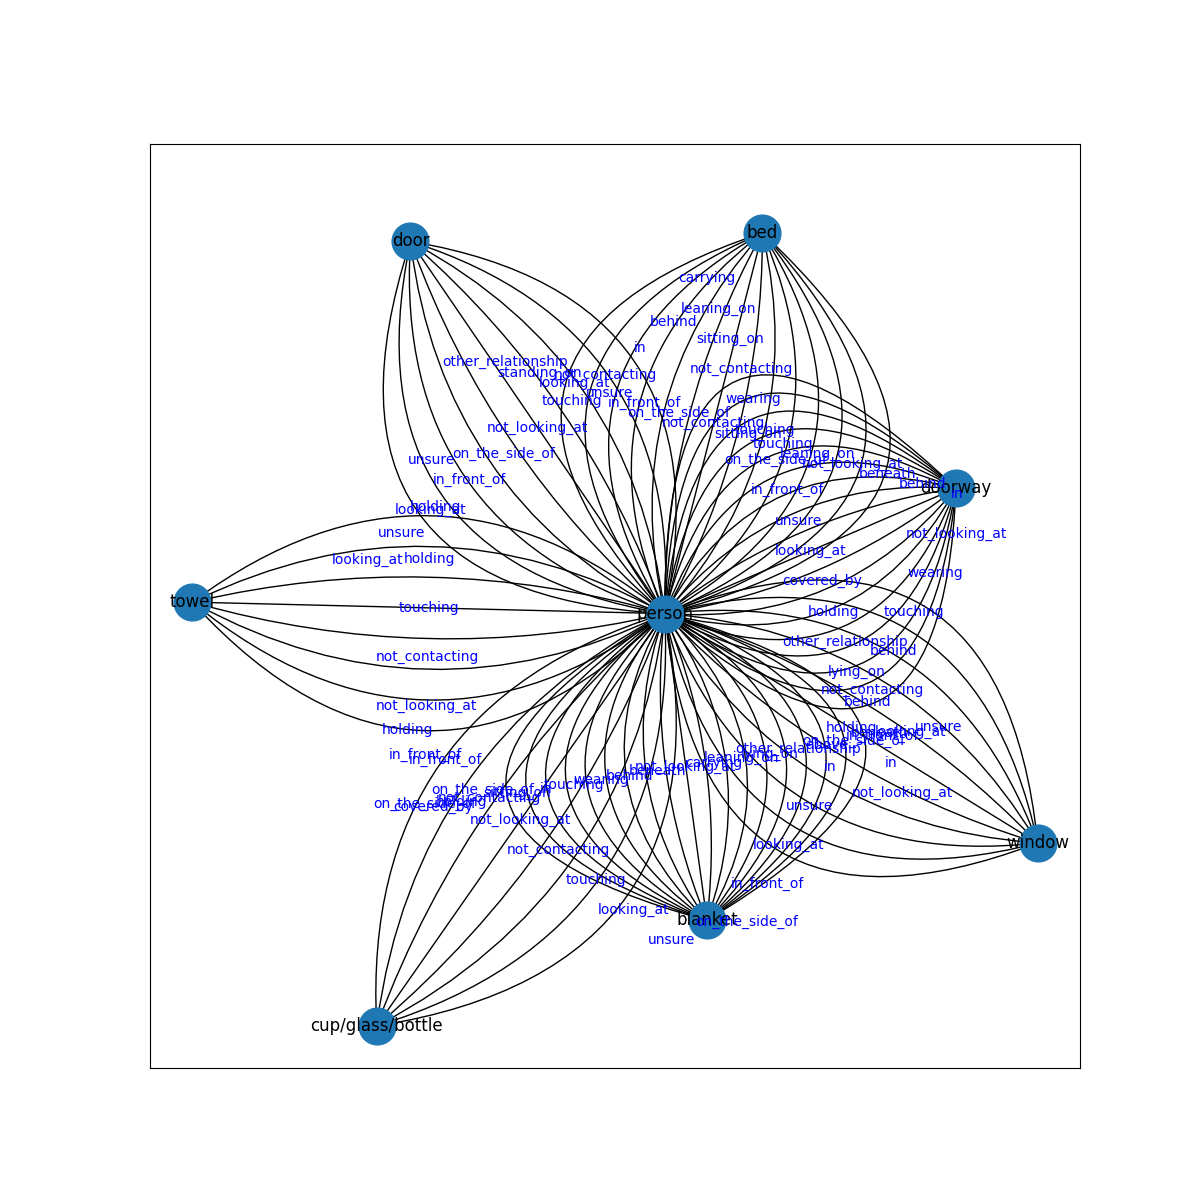 bed
door
carrying
leaning_on
behind
sitting_on
in
other_relationship
not_contacting
standing_on
not_contacting
looking_at
unsure
wearing
touching
in_front_of
on_the_side_of
not_contacting
not_looking_at
touching
sitting_on
touching
on_the_side_of
leaning_on
unsure
on_the_side_of
not_looking_at
beneath
in_front_of
behind
doorway
in_front_of
in
holding
looking_at
unsure
unsure
not_looking_at
looking_at
looking_at
holding
wearing
covered_by
towel
touching
holding
touching
person
other_relationship
behind
not_contacting
lying_on
not_contacting
behind
not_looking_at
holding
holding
unsure
looking_at
on_the_side_of
other_relationship
in_front_of
in_front_of
leaning_on
lying_on
in
in
not_looking_at
carrying
beneath
behind
wearing
touching
on_the_side_of
not_looking_at
not_contacting
on_the_side_of
covered_by
unsure
not_looking_at
window
looking_at
not_contacting
touching
in_front_of
looking_at
blanket
on_the_side_of
unsure
cup/glass/bottle